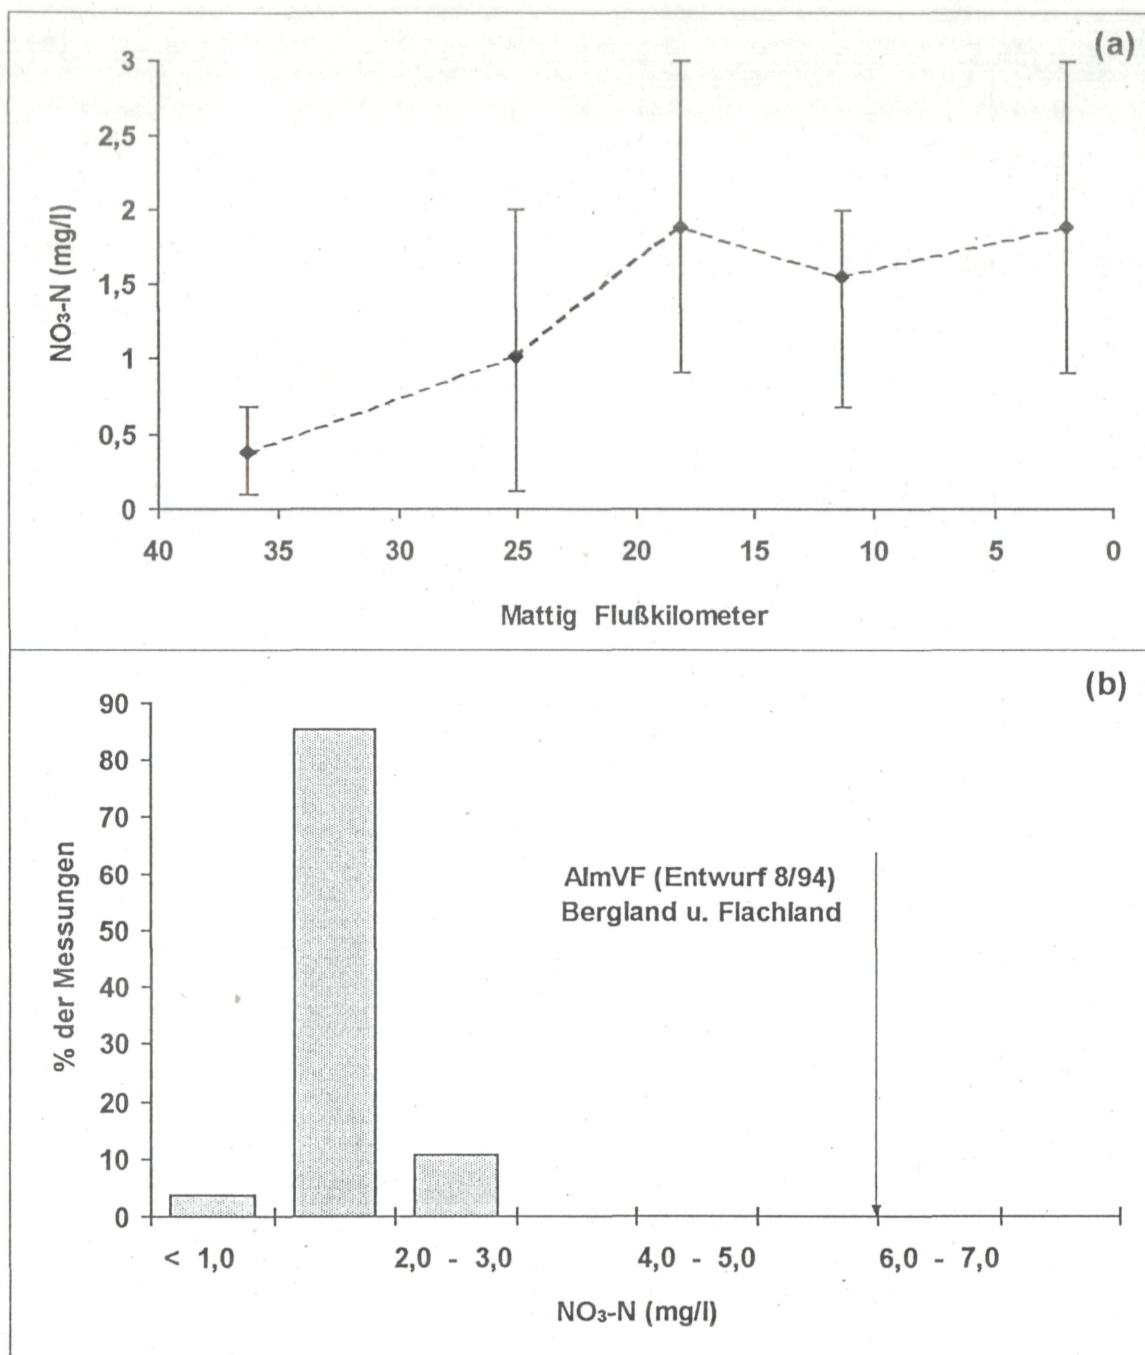 (a)
3
2,5
2
1,5
1
0,5
0
NO₃-N (mg/l)
40 35 30 25 20 15 10 5 0
Mattig Flußkilometer
(b)
90
80
70
60
50
40
30
20
10
0
% der Messungen
AImVF (Entwurf 8/94)
Bergland u. Flachland
< 1,0 2,0 - 3,0 4,0 - 5,0 6,0 - 7,0
NO₃-N (mg/l)